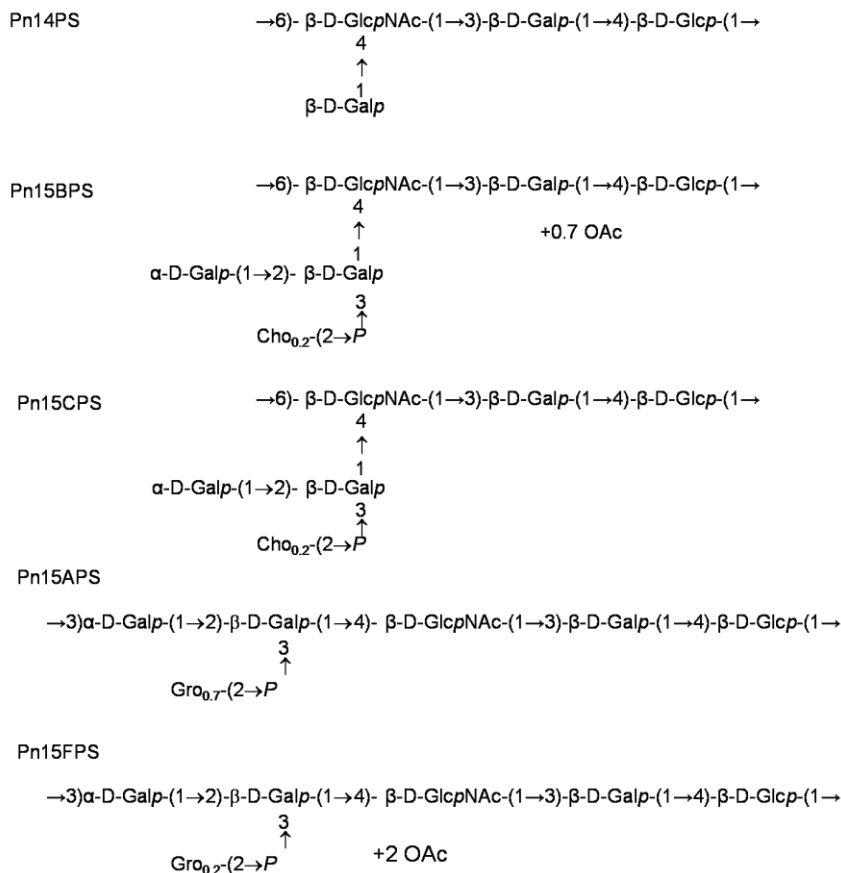 Pn14PS →6)- β-D-GlcpNAc-(1→3)-β-D-Galp-(1→4)-β-D-Glcp-(1→
4
↑
1
β-D-Galp
Pn15BPS →6)- β-D-GlcpNAc-(1→3)-β-D-Galp-(1→4)-β-D-Glcp-(1→
4
↑ +0.7 OAc
1
α-D-Galp-(1→2)- β-D-Galp
3
↑
Cho0.2-(2→P
Pn15CPS →6)- β-D-GlcpNAc-(1→3)-β-D-Galp-(1→4)-β-D-Glcp-(1→
4
↑
1
α-D-Galp-(1→2)- β-D-Galp
3
↑
Cho0.2-(2→P
Pn15APS
→3)α-D-Galp-(1→2)-β-D-Galp-(1→4)- β-D-GlcpNAc-(1→3)-β-D-Galp-(1→4)-β-D-Glcp-(1→
3
↑
Gro0.7-(2→P
Pn15FPS
→3)α-D-Galp-(1→2)-β-D-Galp-(1→4)- β-D-GlcpNAc-(1→3)-β-D-Galp-(1→4)-β-D-Glcp-(1→
3
↑
Gro0.2-(2→P +2 OAc